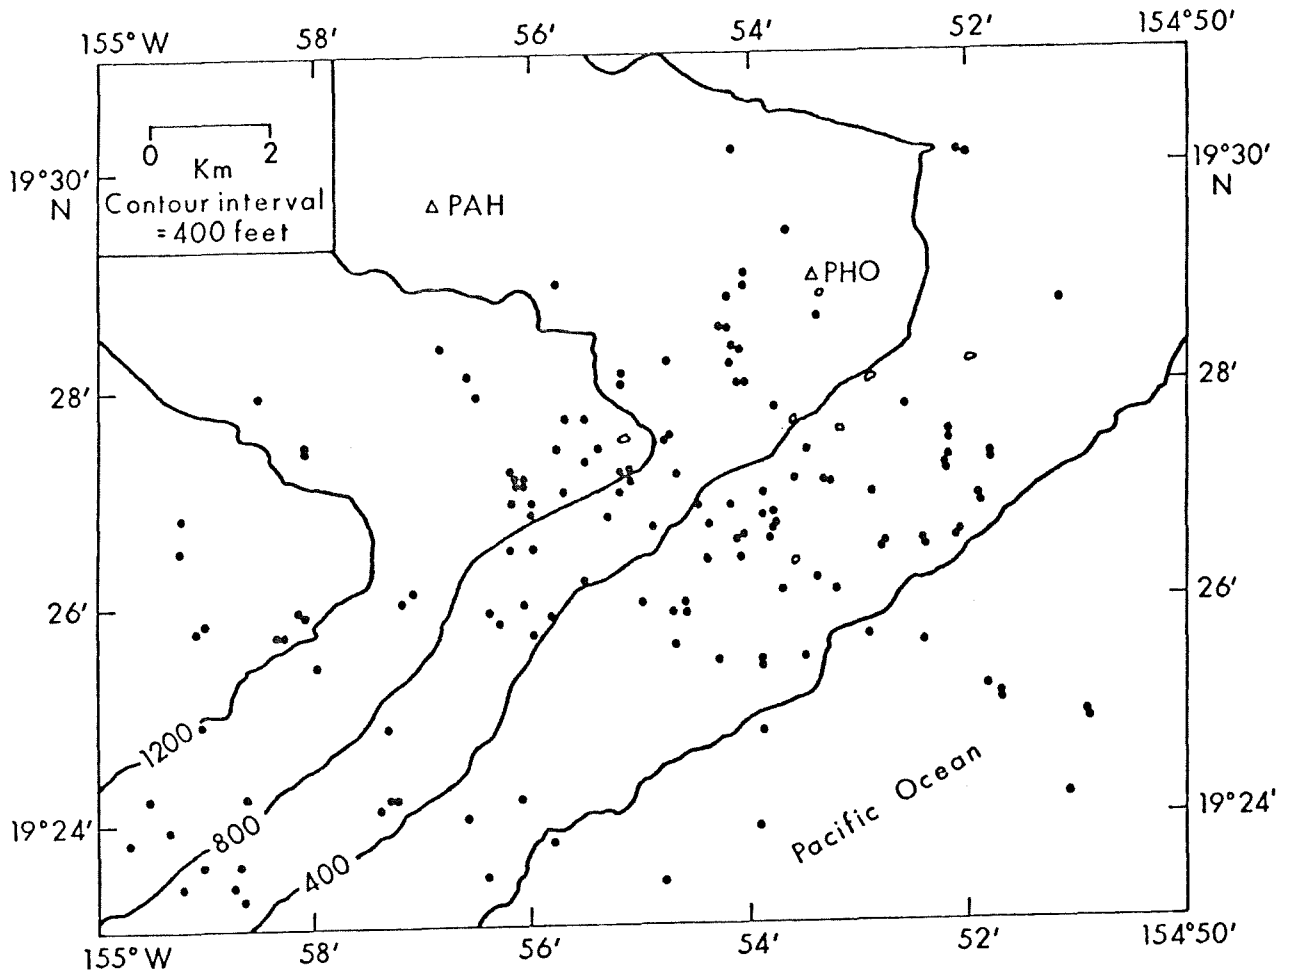 155° W 58' 56' 54' 52' 154°50'
0 2
Km
Contour interval
=400 feet
19°30'
N
19°30'
N
△ PAH
△ PHO
28'
28'
26'
26'
1200
800
400
19°24'
19°24'
Pacific Ocean
155° W 58' 56' 54' 52' 154°50'